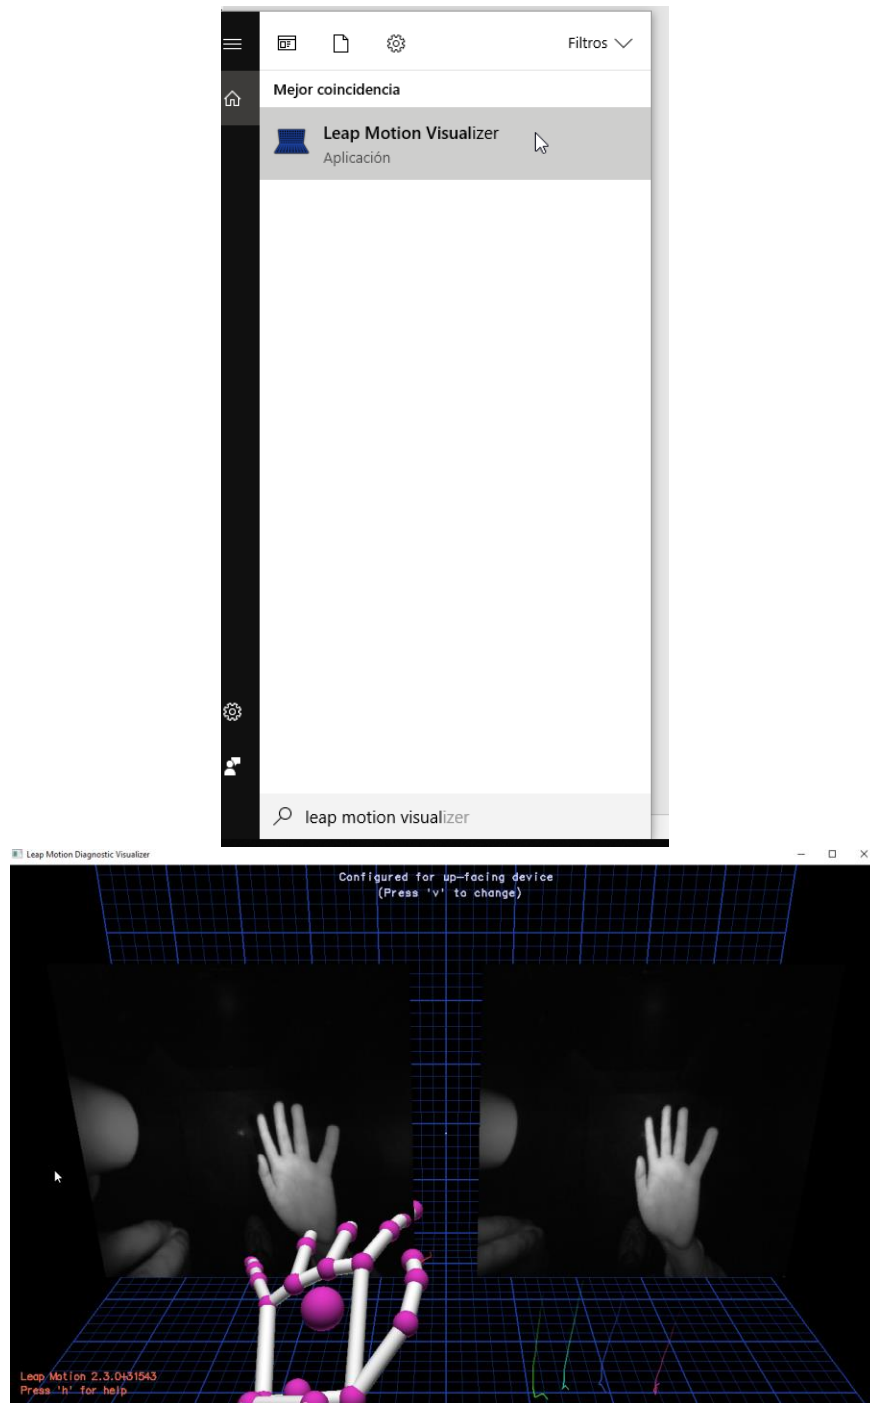 Filtros
Mejor coincidencia
Leap Motion Visualizer
Aplicación
leap motion visualizer
Leap Motion Diagnostic Visualizer
Configured for up-facing device
(Press 'v' to change)
Leap Motion 2.3.0+31543
Press 'h' for help